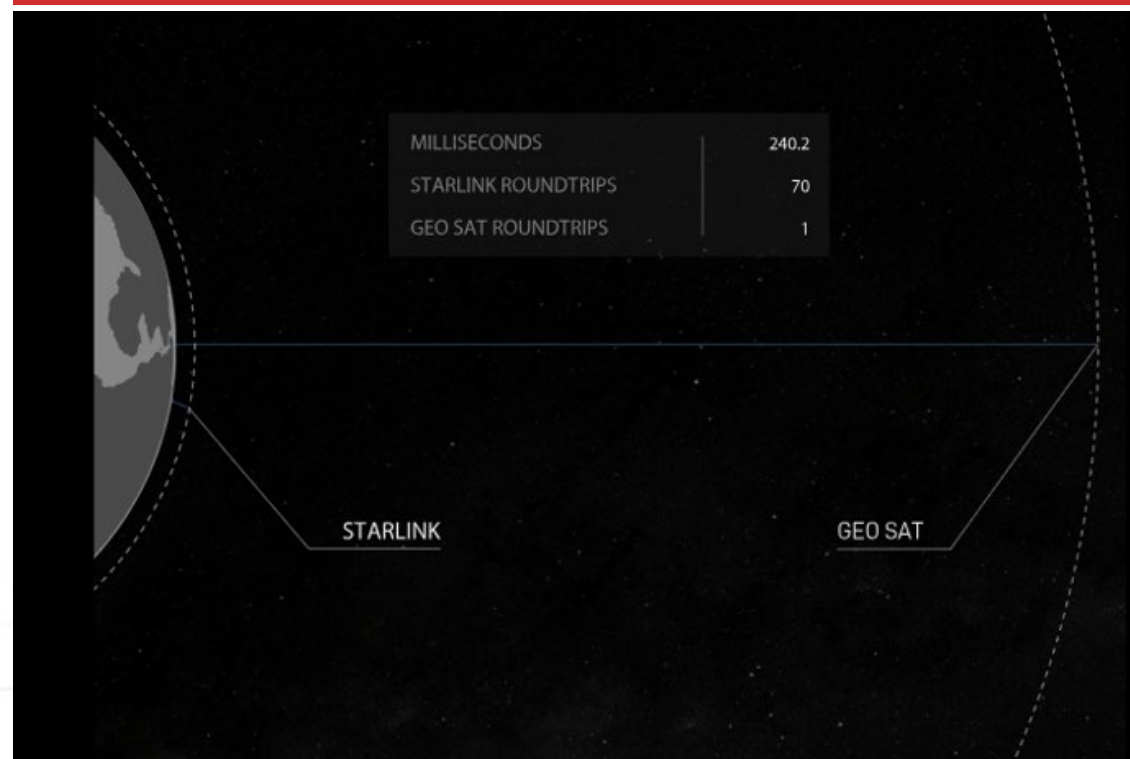 MILLISECONDS 240.2
STARLINK ROUNDTRIPS 70
GEO SAT ROUNDTRIPS 1
STARLINK
GEO SAT